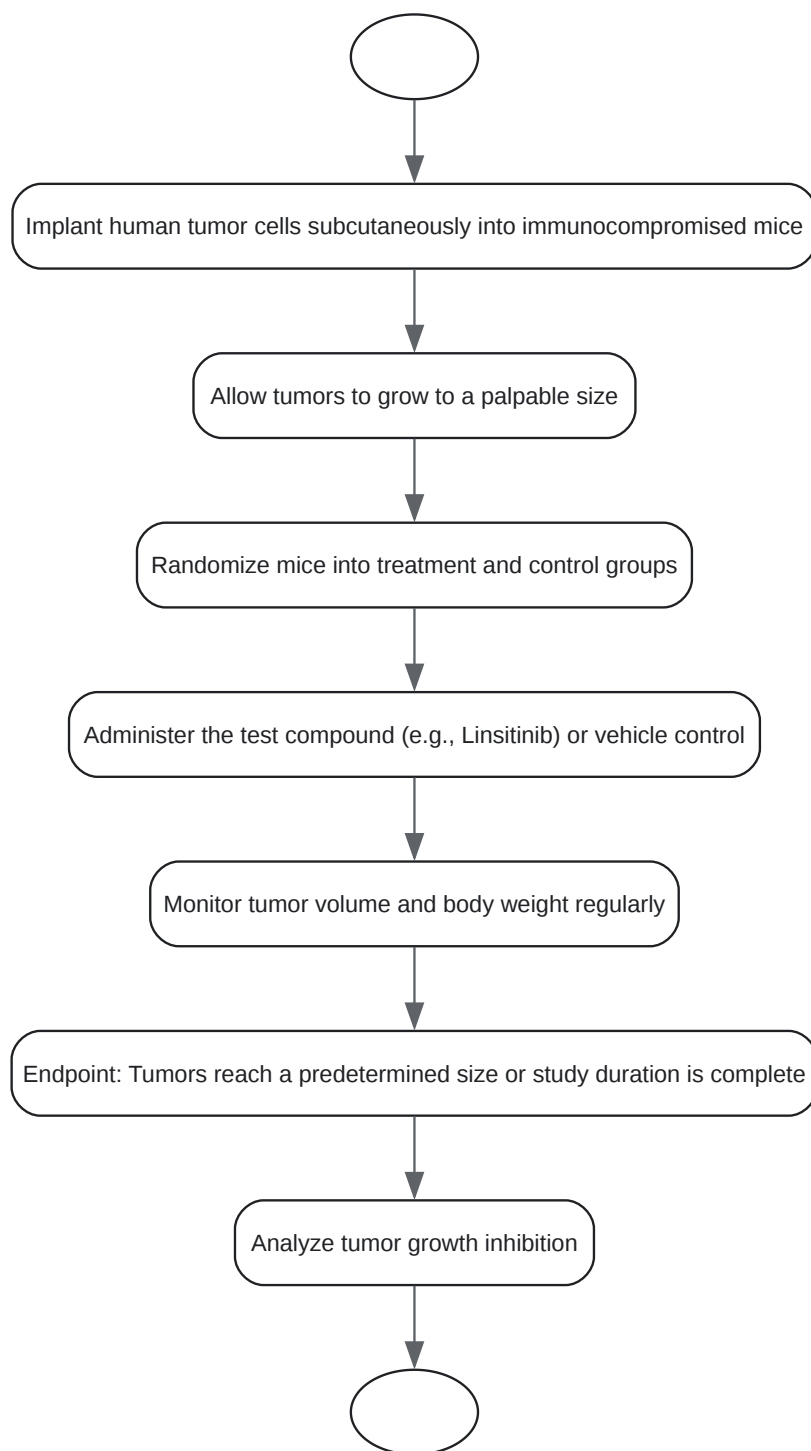 Implant human tumor cells subcutaneously into immunocompromised mice
Allow tumors to grow to a palpable size
Randomize mice into treatment and control groups
Administer the test compound (e.g., Linsitinib) or vehicle control
Monitor tumor volume and body weight regularly
Endpoint: Tumors reach a predetermined size or study duration is complete
Analyze tumor growth inhibition